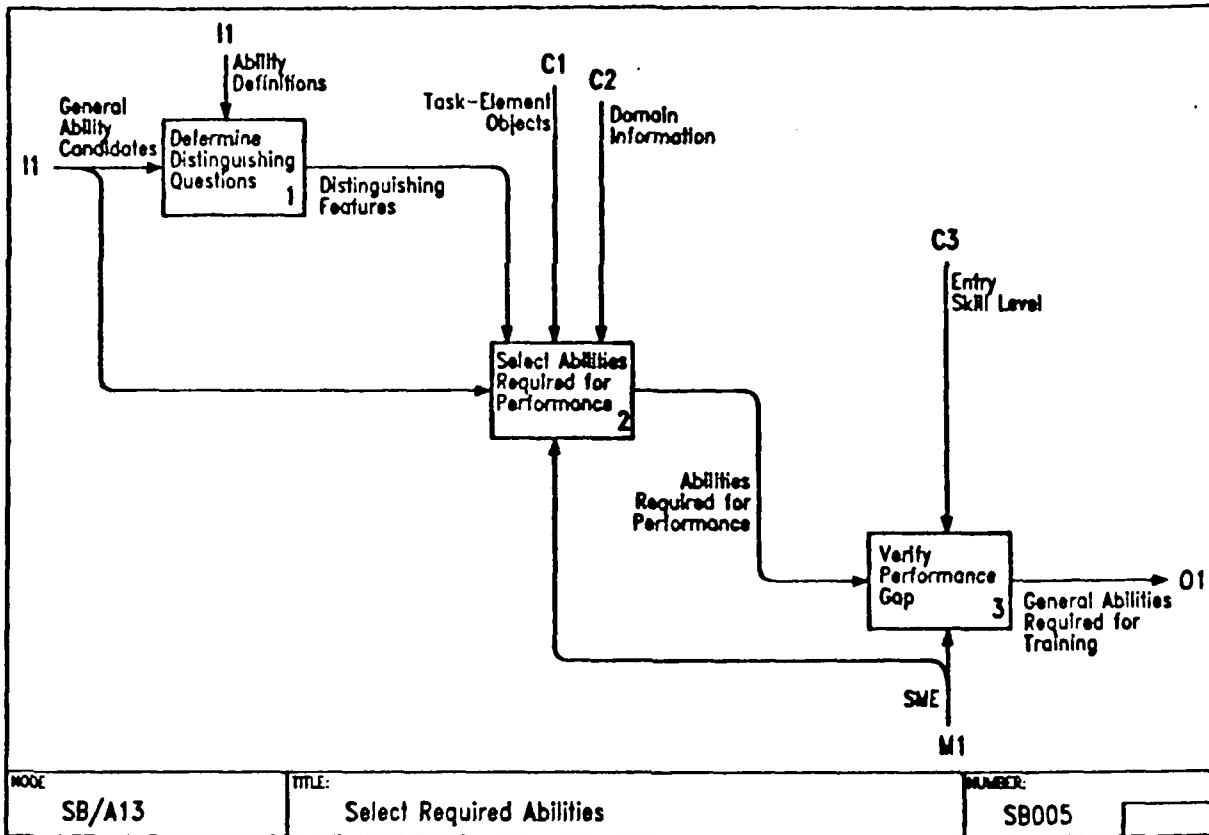 I1
Ability
Definitions
General
Ability
Candidates
I1
Determine
Distinguishing
Questions
1
Distinguishing
Features
C1
Task-Element
Objects
C2
Domain
Information
C3
Entry
Skill Level
Select Abilities
Required for
Performance
2
Abilities
Required for
Performance
Verify
Performance
Gap
3
O1
General Abilities
Required for
Training
SME
M1
NODE
SB/A13
TITLE:
Select Required Abilities
NUMBER:
SB005